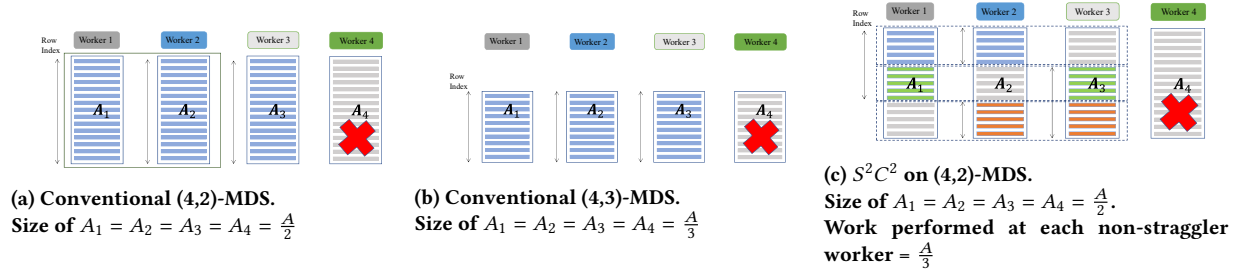 Worker 1 Worker 2 Worker 3 Worker 4
Row
Index
A₁ A₂ A₃ A₄
(a) Conventional (4,2)-MDS.
Size of A₁ = A₂ = A₃ = A₄ = A/2
Worker 1 Worker 2 Worker 3 Worker 4
Row
Index
A₁ A₂ A₃ A₄
(b) Conventional (4,3)-MDS.
Size of A₁ = A₂ = A₃ = A₄ = A/3
Worker 1 Worker 2 Worker 3 Worker 4
Row
Index
A₁ A₂ A₃ A₄
(c) S²C² on (4,2)-MDS.
Size of A₁ = A₂ = A₃ = A₄ = A/2.
Work performed at each non-straggler
worker = A/3